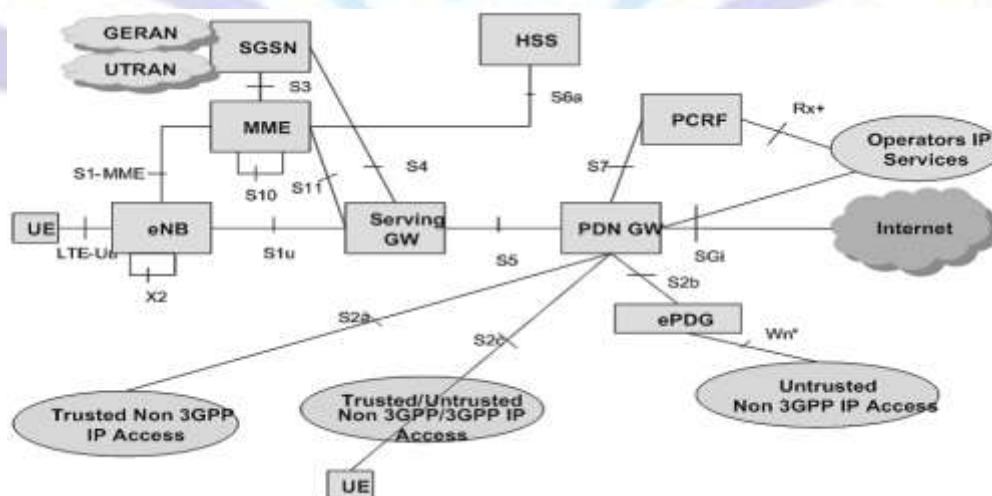 GERAN
SGSN
HSS
UTRAN
S3
S6a
MME
PCRF
Rx+
Operators IP
Services
S1-MME
S10
S11
S4
S7
UE
eNB
Serving
GW
PDN GW
Internet
LTE-Uu
S1u
S5
SGi
X2
S2b
ePDG
S2a
S2c
Wn*
Trusted Non 3GPP
IP Access
Trusted/Untrusted
Non 3GPP/3GPP IP
Access
Untrusted
Non 3GPP IP Access
UE